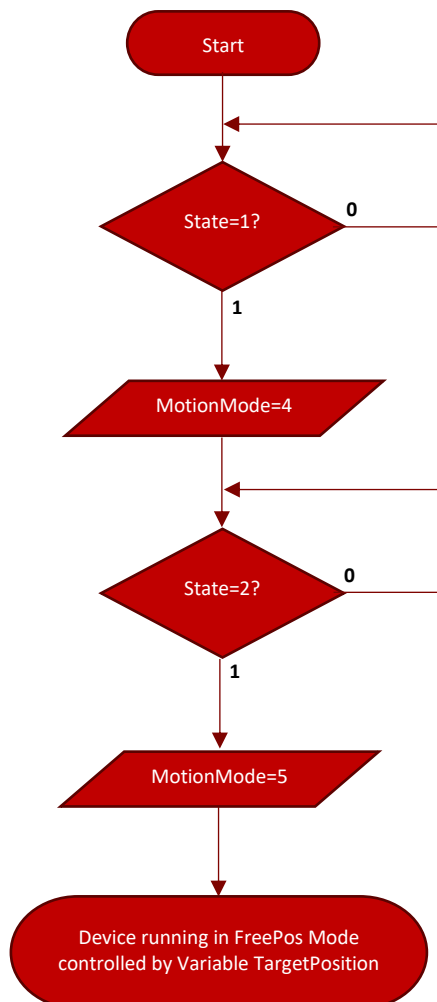 Start
State=1?
0
1
MotionMode=4
State=2?
0
1
MotionMode=5
Device running in FreePos Mode
controlled by Variable TargetPosition